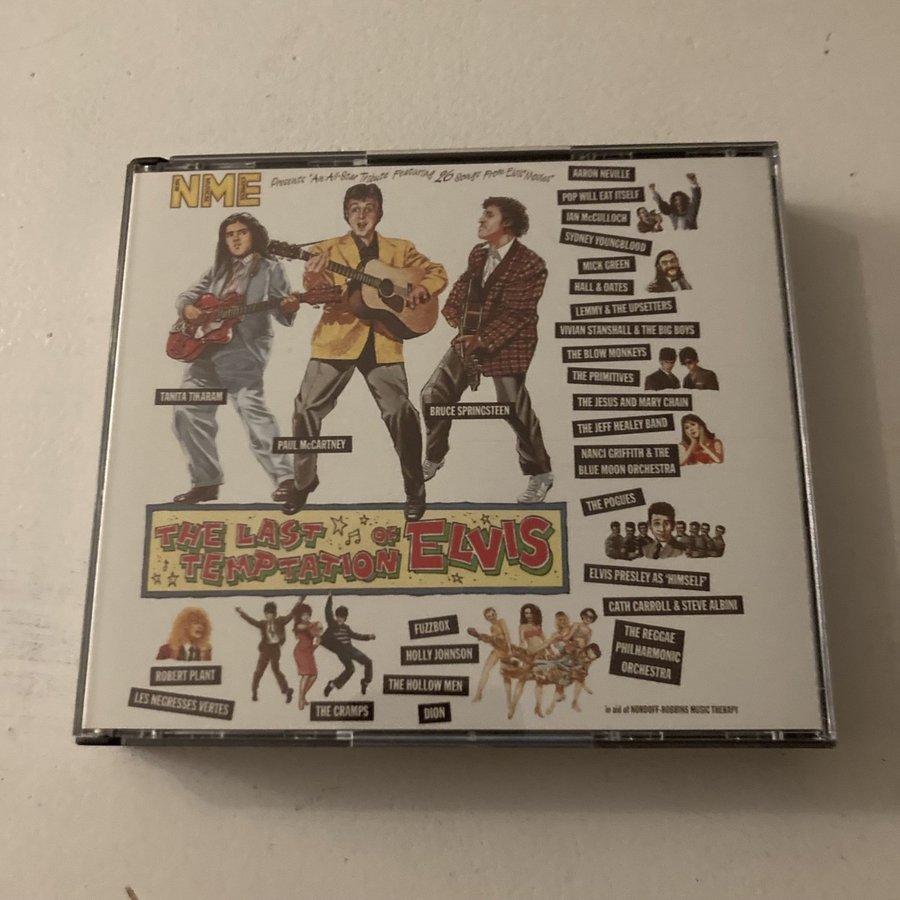 NME
NEW MUSICAL EXPRESS
Presents "An All-Star Tribute Featuring 26 Songs From Elvis' Movies"
AARON NEVILLE
POP WILL EAT ITSELF
IAN McCULLOCH
SYDNEY YOUNGBLOOD
MICK GREEN
HALL & OATES
LEMMY & THE UPSETTERS
VIVIAN STANSHALL & THE BIG BOYS
THE BLOW MONKEYS
THE PRIMITIVES
THE JESUS AND MARY CHAIN
THE JEFF HEALEY BAND
NANCI GRIFFITH & THE
BLUE MOON ORCHESTRA
THE POGUES
ELVIS PRESLEY AS 'HIMSELF'
CATH CARROLL & STEVE ALBINI
THE REGGAE
PHILHARMONIC
ORCHESTRA
TANITA TIKARAM
PAUL McCARTNEY
BRUCE SPRINGSTEEN
THE LAST
TEMPTATION
OF
ELVIS
ROBERT PLANT
LES NEGRESSES VERTES
THE CRAMPS
FUZZBOX
HOLLY JOHNSON
THE HOLLOW MEN
DION
in aid of NORDOFF-ROBBINS MUSIC THERAPY